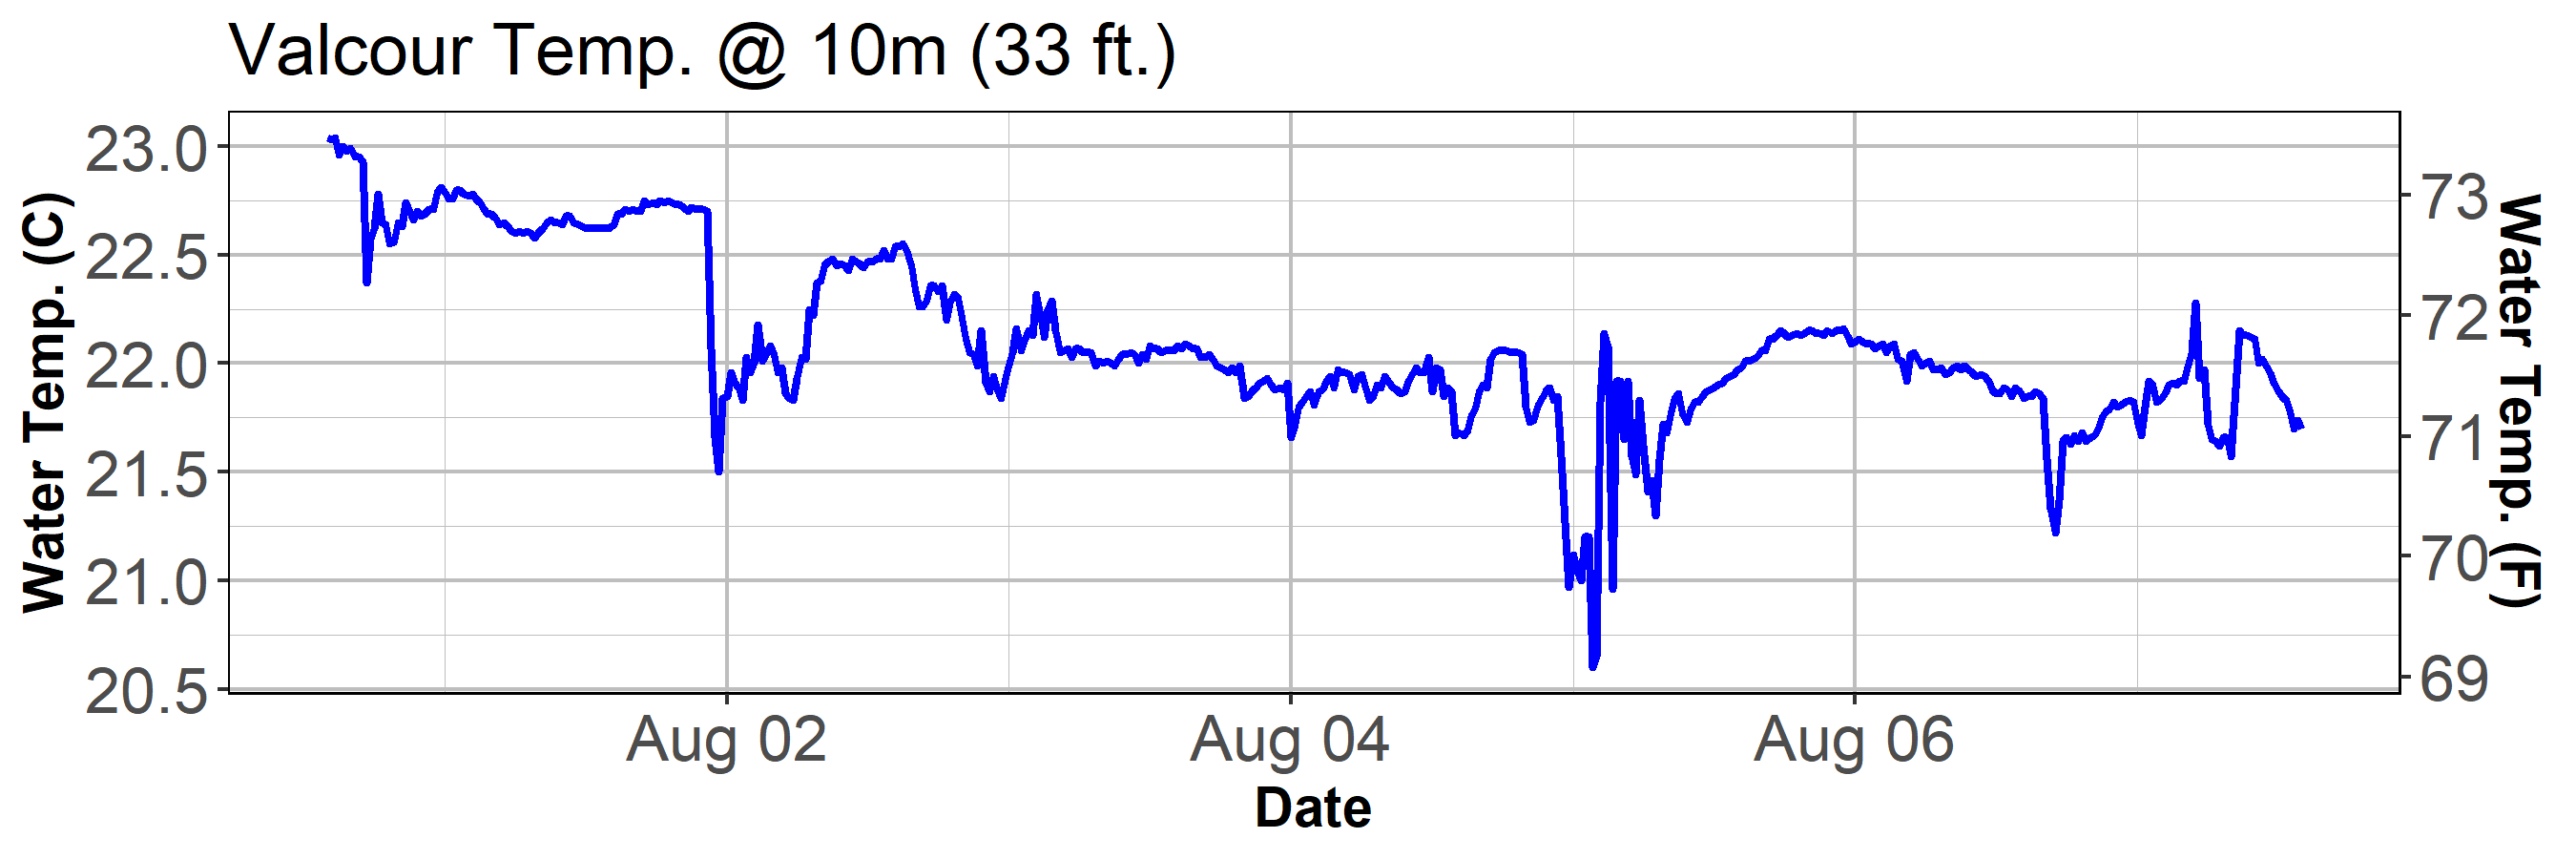 Valcour Temp. @ 10m (33 ft.)
Water Temp. (C)
23.0
22.5
22.0
21.5
21.0
20.5
73
72
71
70
69
Water Temp. (F)
Aug 02
Aug 04
Aug 06
Date